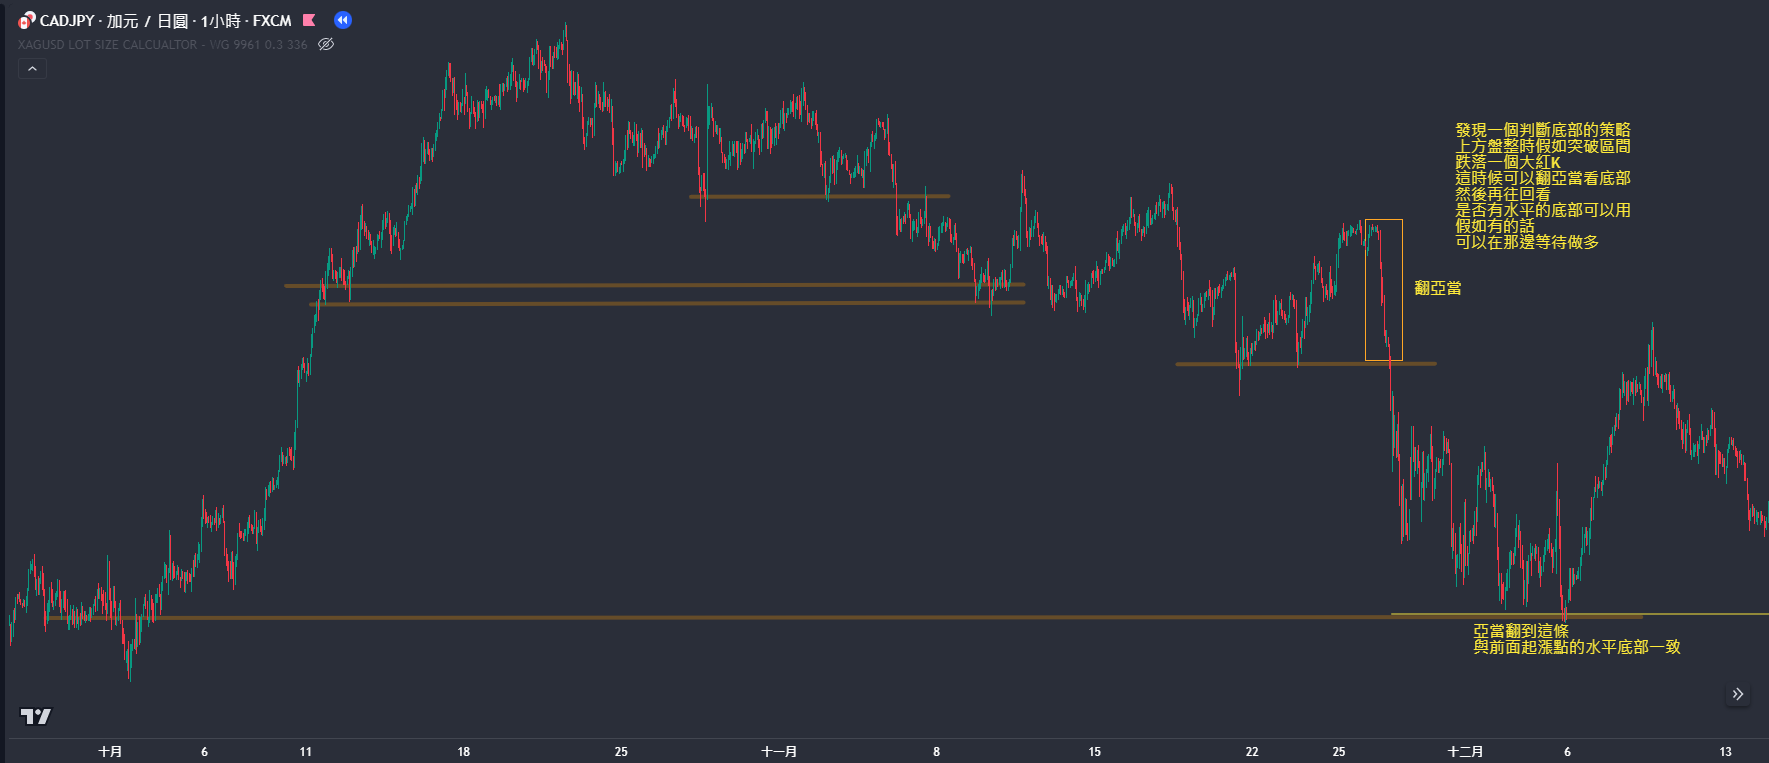 CADJPY · 加元 / 日圓 · 1小時 · FXCM
XAGUSD LOT SIZE CALCUALTOR - WG 9961 0.3 336
發現一個判斷底部的策略
上方盤整時假如突破區間
跌落一個大紅K
這時候可以翻亞當看底部
然後再往回看
是否有水平的底部可以用
假如有的話
可以在那邊等待做多
翻亞當
亞當翻到這條
與前面起漲點的水平底部一致
十月 6 11 18 25 十一月 8 15 22 25 十二月 6 13